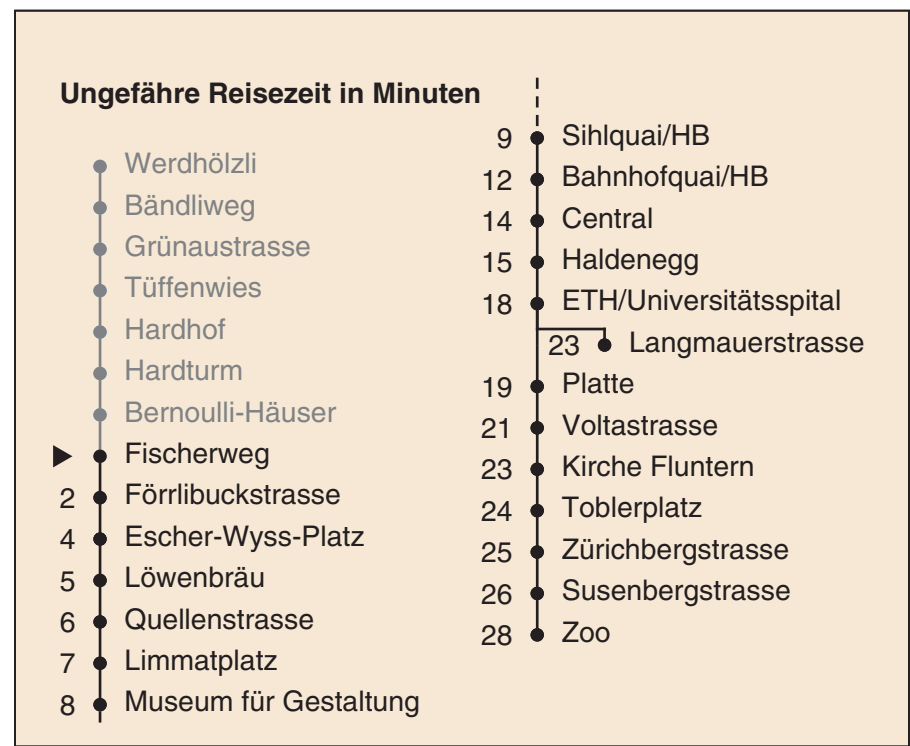 Ungefähre Reisezeit in Minuten
Werdhölzli
Bändliweg
Grünaustrasse
Tüffenwies
Hardhof
Hardturm
Bernoulli-Häuser
Fischerweg
2 Förrlibuckstrasse
4 Escher-Wyss-Platz
5 Löwenbräu
6 Quellenstrasse
7 Limmatplatz
8 Museum für Gestaltung
9 Sihlquai/HB
12 Bahnhofquai/HB
14 Central
15 Haldenegg
18 ETH/Universitätsspital
23 Langmauerstrasse
19 Platte
21 Voltastrasse
23 Kirche Fluntern
24 Toblerplatz
25 Zürichbergstrasse
26 Susenbergstrasse
28 Zoo